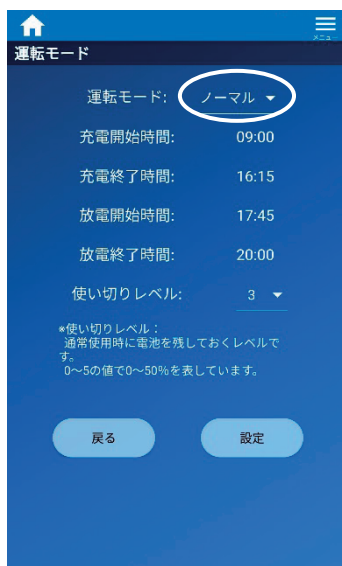 メニュー
運転モード
運転モード: ノーマル
充電開始時間: 09:00
充電終了時間: 16:15
放電開始時間: 17:45
放電終了時間: 20:00
使い切りレベル: 3
※使い切りレベル：
通常使用時に電池を残しておくレベルで
す。
0～5の値で0～50%を表しています。
戻る 設定